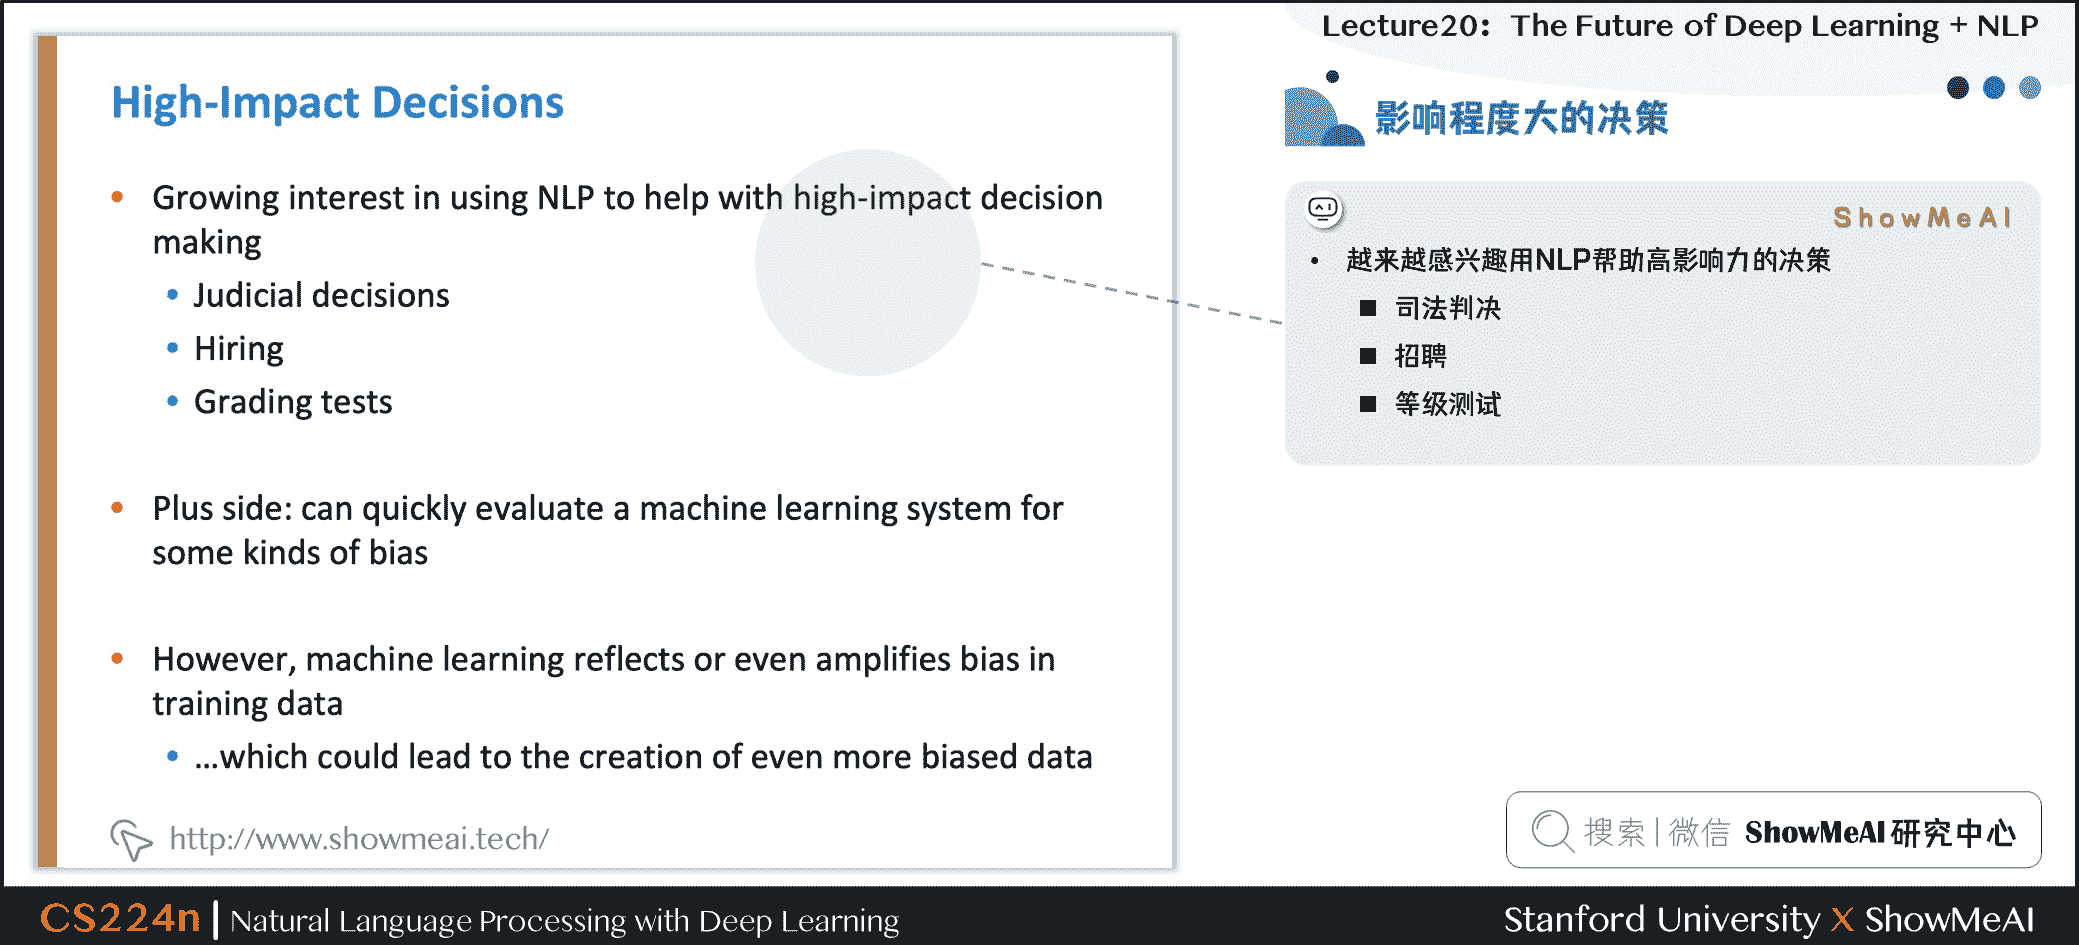 Lecture20: The Future of Deep Learning + NLP
High-Impact Decisions
• Growing interest in using NLP to help with high-impact decision
making
• Judicial decisions
• Hiring
• Grading tests
• Plus side: can quickly evaluate a machine learning system for
some kinds of bias
• However, machine learning reflects or even amplifies bias in
training data
• …which could lead to the creation of even more biased data
http://www.showmeai.tech/
影响程度大的决策
ShowMeAI
• 越来越感兴趣用NLP帮助高影响力的决策
■ 司法判决
■ 招聘
■ 等级测试
搜索 | 微信 ShowMeAI 研究中心
CS224n | Natural Language Processing with Deep Learning
Stanford University X ShowMeAI